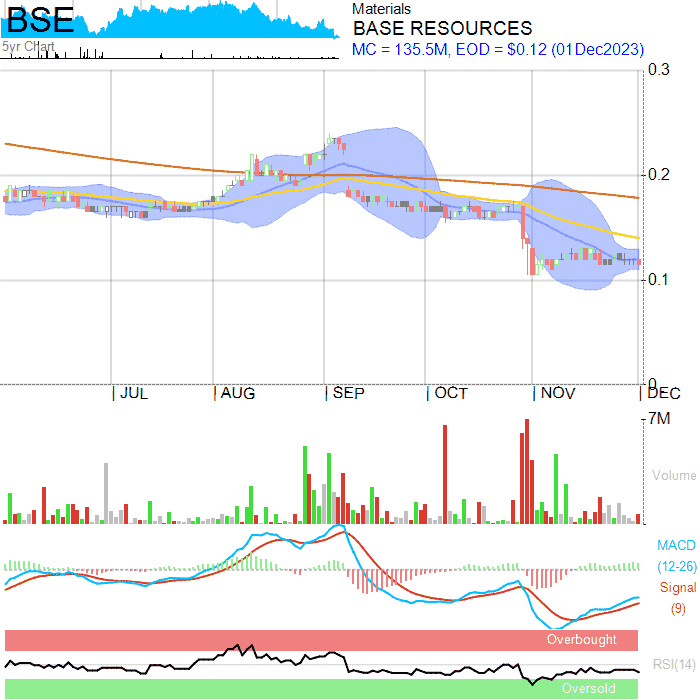 BSE
5yr Chart
Materials
BASE RESOURCES
MC = 135.5M, EOD = $0.12 (01Dec2023)
0.3
0.2
0.1
0
JUL AUG SEP OCT NOV DEC
7M
Volume
MACD
(12-26)
Signal
(9)
Overbought
RSI(14)
Oversold